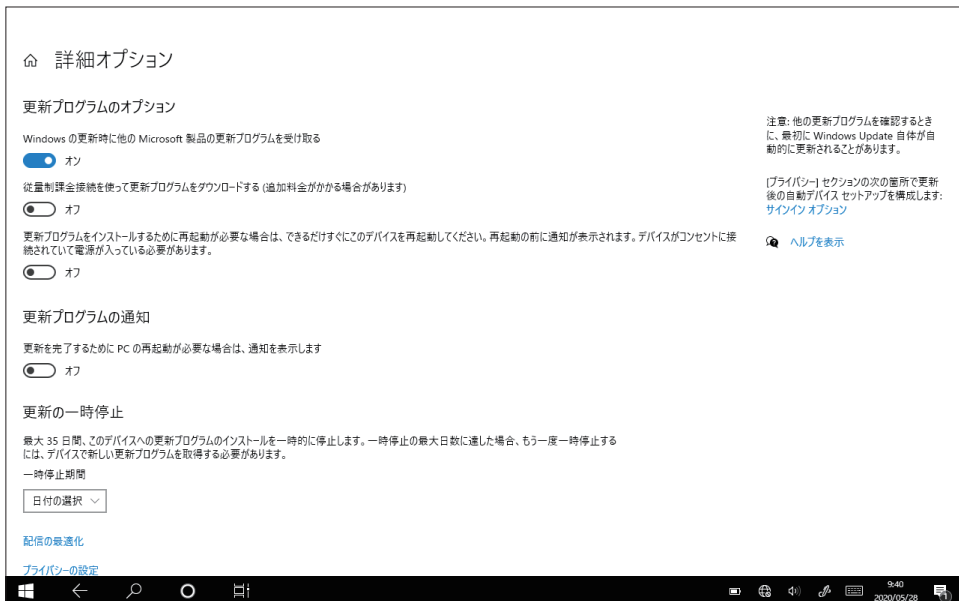 詳細オプション
更新プログラムのオプション
Windows の更新時に他の Microsoft 製品の更新プログラムを受け取る
オン
従量制課金接続を使って更新プログラムをダウンロードする (追加料金がかかる場合があります)
オフ
更新プログラムをインストールするために再起動が必要な場合は、できるだけすぐにこのデバイスを再起動してください。再起動の前に通知が表示されます。デバイスがコンセントに接
続されていて電源が入っている必要があります。
オフ
更新プログラムの通知
更新を完了するために PC の再起動が必要な場合は、通知を表示します
オフ
更新の一時停止
最大 35 日間、このデバイスへの更新プログラムのインストールを一時的に停止します。一時停止の最大日数に達した場合、もう一度一時停止する
には、デバイスで新しい更新プログラムを取得する必要があります。
一時停止期間
日付の選択
配信の最適化
プライバシーの設定
注意: 他の更新プログラムを確認するとき
に、最初に Windows Update 自体が自
動的に更新されることがあります。
[プライバシー] セクションの次の箇所で更新
後の自動デバイス セットアップを構成します:
サインイン オプション
ヘルプを表示
9:40
2020/05/28
1